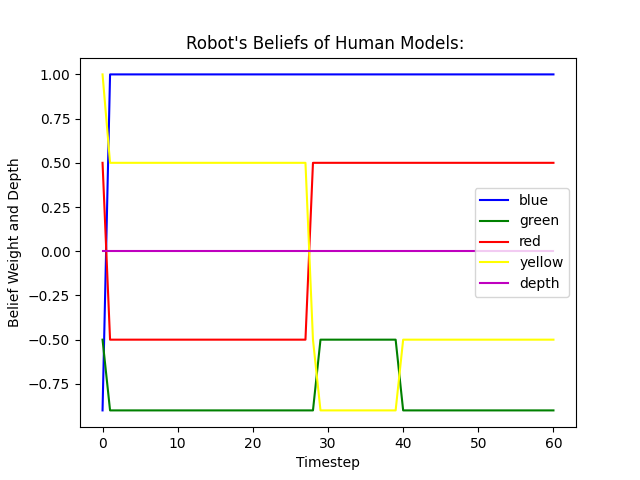 Robot's Beliefs of Human Models:
Belief Weight and Depth
1.00
0.75
0.50
0.25
0.00
−0.25
−0.50
−0.75
blue
green
red
yellow
depth
0 10 20 30 40 50 60
Timestep